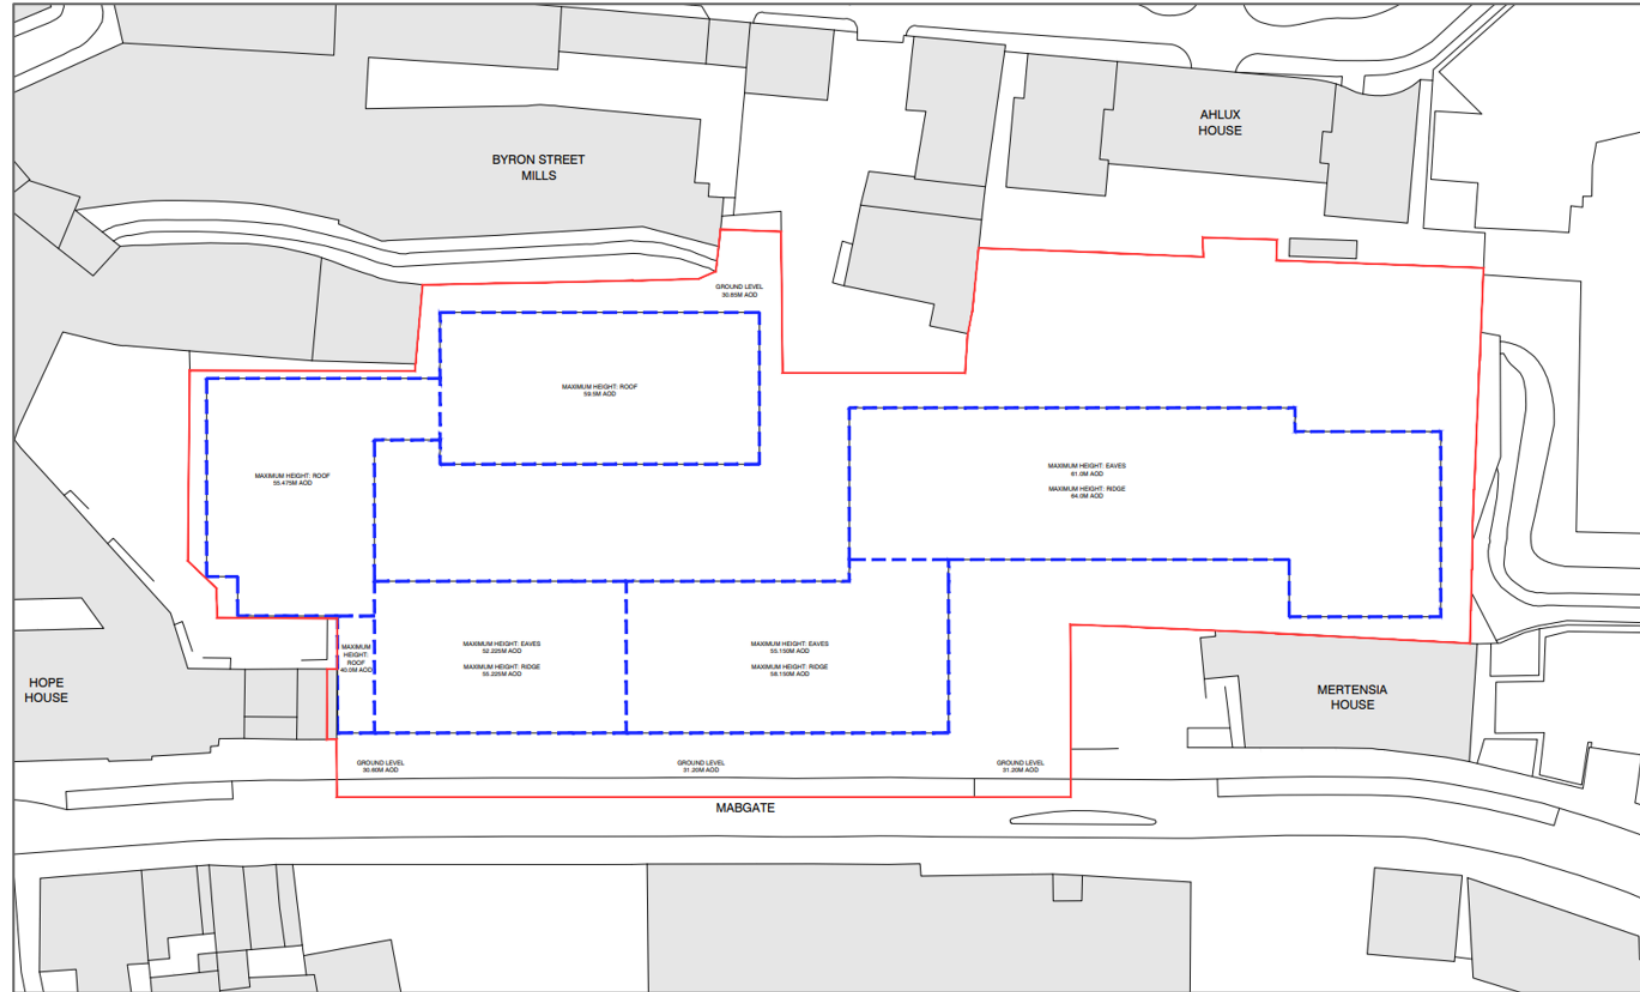 AHLUX
HOUSE
BYRON STREET
MILLS
GROUND LEVEL
30.85M AOD
MAXIMUM HEIGHT: ROOF
59.5M AOD
MAXIMUM HEIGHT: ROOF
55.475M AOD
MAXIMUM HEIGHT: EAVES
61.0M AOD
MAXIMUM HEIGHT: RIDGE
64.0M AOD
MAXIMUM
HEIGHT:
ROOF
40.0M AOD
MAXIMUM HEIGHT: EAVES
52.225M AOD
MAXIMUM HEIGHT: RIDGE
55.225M AOD
MAXIMUM HEIGHT: EAVES
55.150M AOD
MAXIMUM HEIGHT: RIDGE
58.150M AOD
HOPE
HOUSE
MERTENSIA
HOUSE
GROUND LEVEL
30.60M AOD
GROUND LEVEL
31.20M AOD
GROUND LEVEL
31.20M AOD
MABGATE